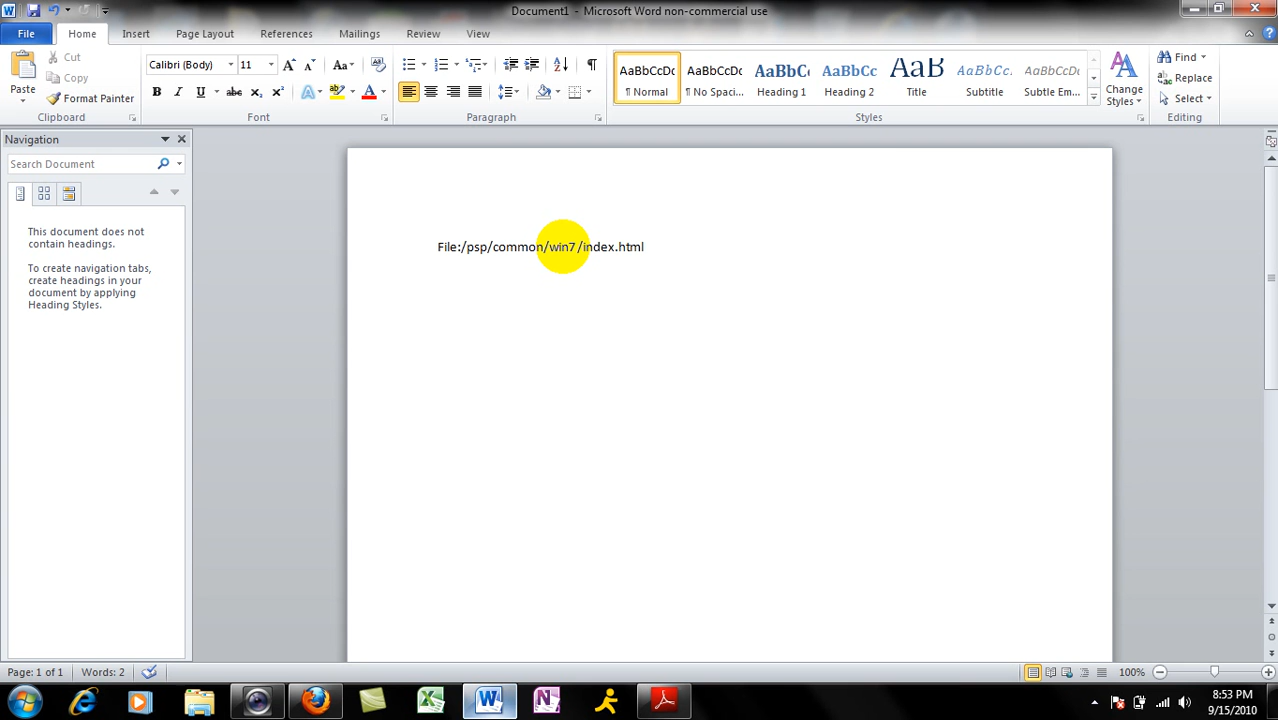 Document1 - Microsoft Word non-commercial use
File Home Insert Page Layout References Mailings Review View
Paste
Cut
Copy
Format Painter
Clipboard
Calibri (Body) 11
Font
Paragraph
AaBbCcDc AaBbCcDc AaBbC AaBbCc AaB AaBbCc. AaBbCcDc
¶ Normal ¶ No Spaci... Heading 1 Heading 2 Title Subtitle Subtle Em...
Change Styles
Styles
Find
Replace
Select
Editing
Navigation
Search Document
This document does not
contain headings.
To create navigation tabs,
create headings in your
document by applying
Heading Styles.
File:/psp/common/win7/index.html
Page: 1 of 1 Words: 2
100%
8:53 PM
9/15/2010